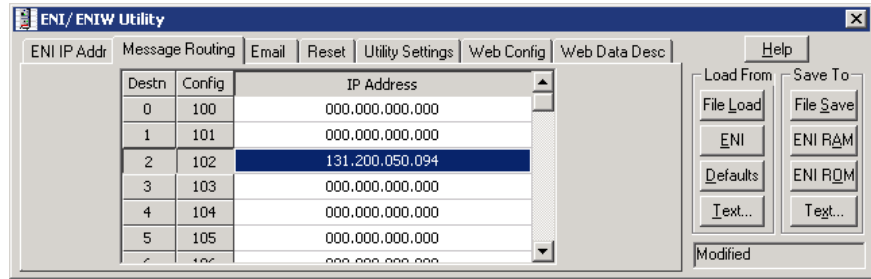 ENI/ENIW Utility
ENI IP Addr Message Routing Email Reset Utility Settings Web Config Web Data Desc
Help
Destn Config IP Address
0 100 000.000.000.000
1 101 000.000.000.000
2 102 131.200.050.094
3 103 000.000.000.000
4 104 000.000.000.000
5 105 000.000.000.000
Load From
File Load
ENI
Defaults
Text...
Save To
File Save
ENI RAM
ENI ROM
Text...
Modified